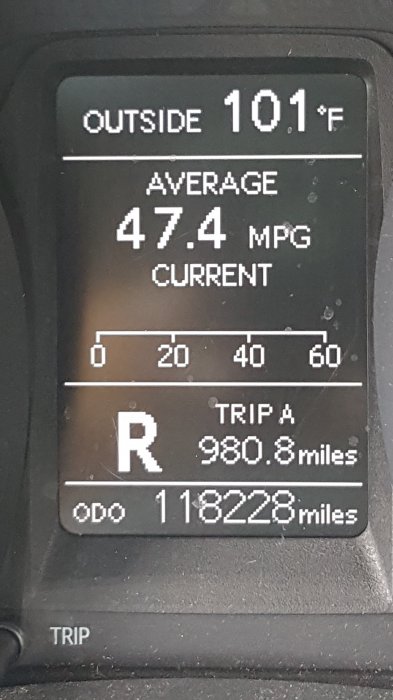 OUTSIDE 101°F
AVERAGE
47.4 MPG
CURRENT
0 20 40 60
R
TRIP A
980.8 miles
ODO 118228 miles
TRIP